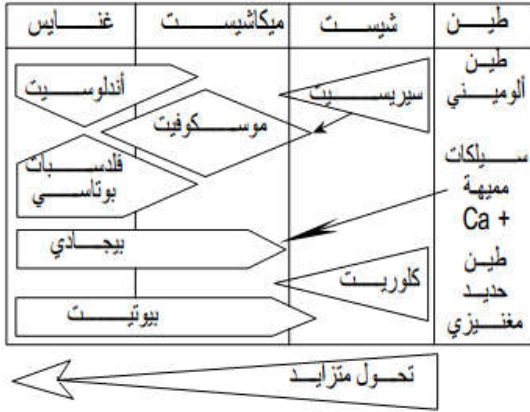 طين شيست ميكاشيست غنايس
طين
ألوميني
سيريسيت
أندلوسيت
موسكوفيت
سيلكات
مميهة
Ca +
فلدسبات
بوتاسي
بيجادي
طين
حديد
مغنيزي
كلوريت
بيوتيت
تحول متزايد